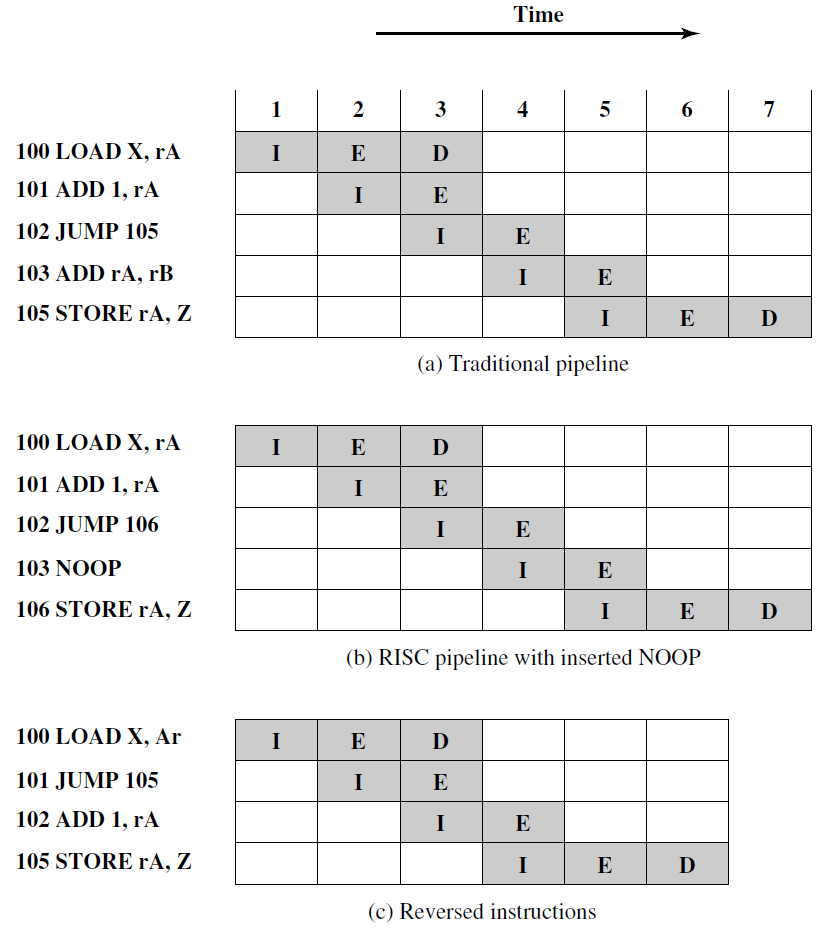 Time
1 2 3 4 5 6 7
100 LOAD X, rA I E D
101 ADD 1, rA I E
102 JUMP 105 I E
103 ADD rA, rB I E
105 STORE rA, Z I E D
(a) Traditional pipeline
100 LOAD X, rA I E D
101 ADD 1, rA I E
102 JUMP 106 I E
103 NOOP I E
106 STORE rA, Z I E D
(b) RISC pipeline with inserted NOOP
100 LOAD X, Ar I E D
101 JUMP 105 I E
102 ADD 1, rA I E
105 STORE rA, Z I E D
(c) Reversed instructions